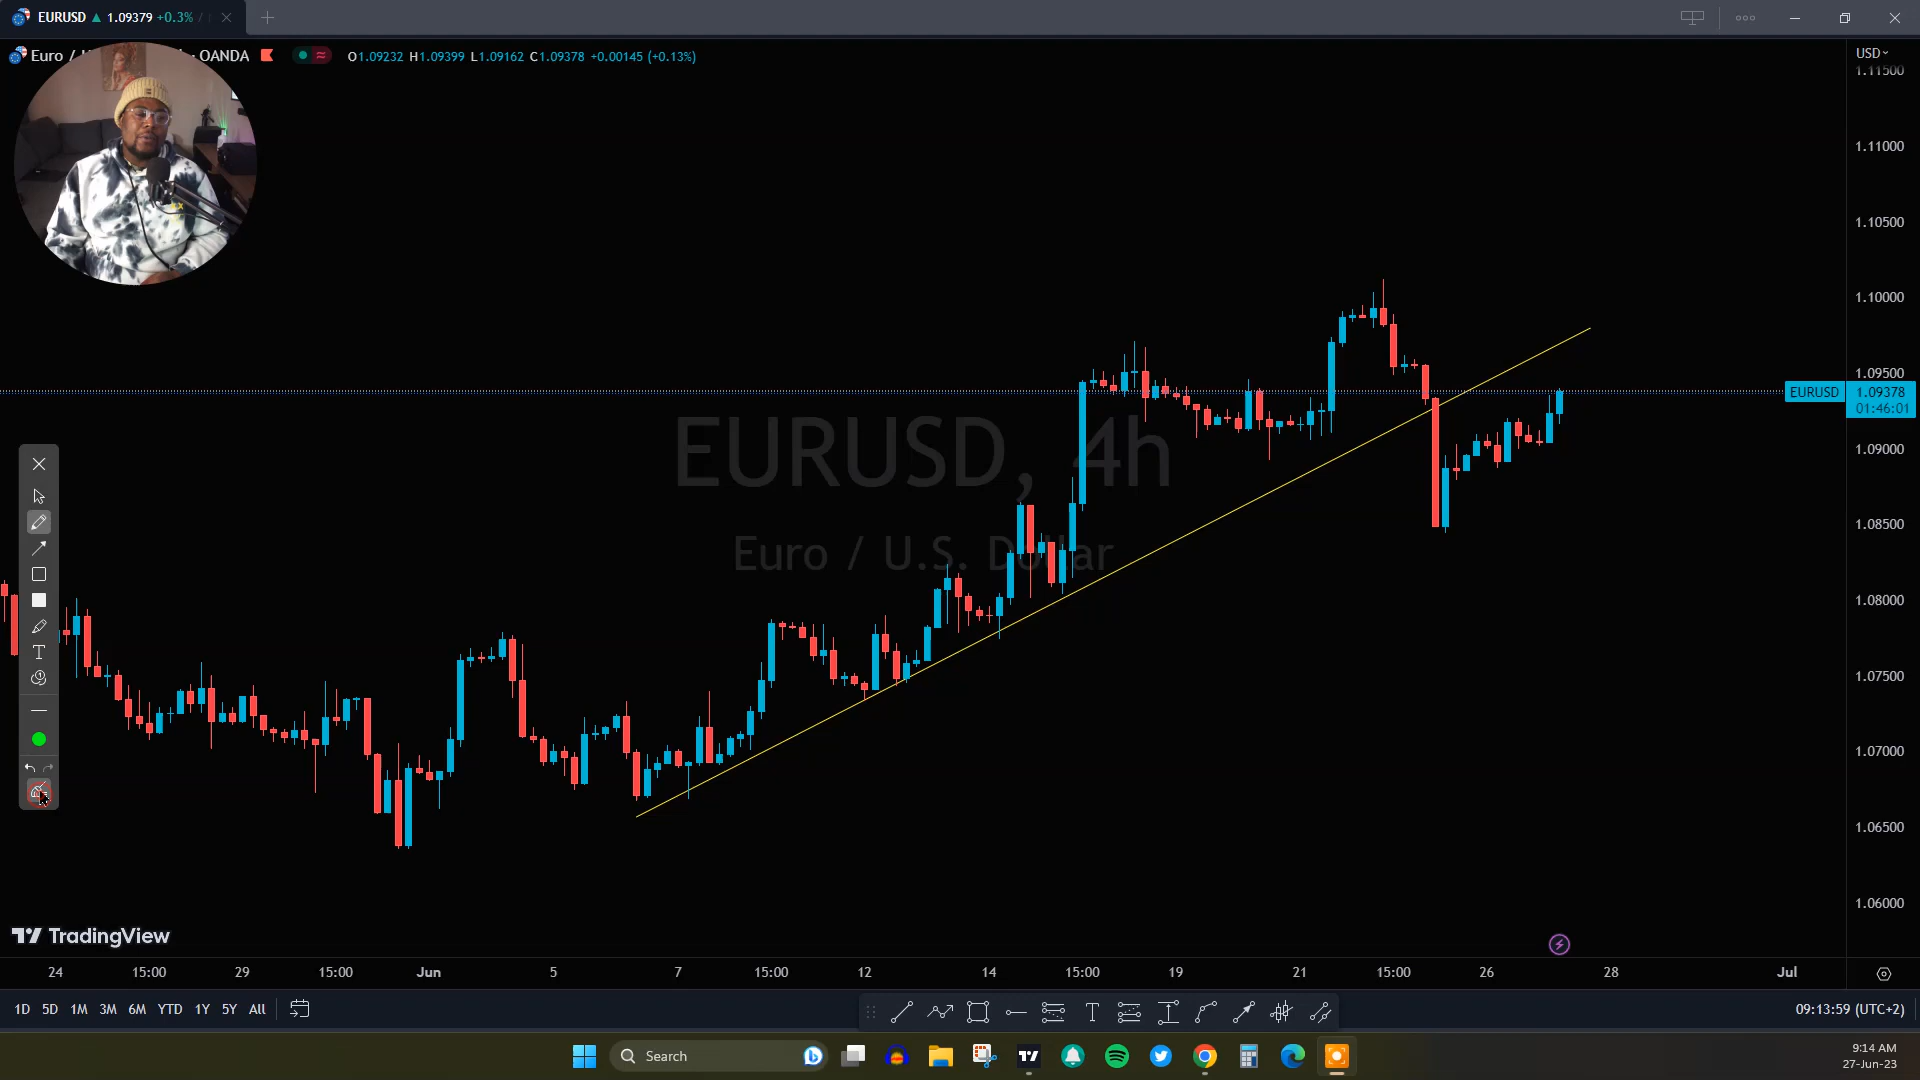 EURUSD ▲ 1.09379 +0.3% /
Euro / · OANDA O1.09232 H1.09399 L1.09162 C1.09378 +0.00145 (+0.13%)
USD
1.11500
1.11000
1.10500
1.10000
1.09500
EURUSD 1.09378
01:46:01
1.09000
1.08500
1.08000
1.07500
1.07000
1.06500
1.06000
EURUSD, 4h
Euro / U.S. Dollar
T
TradingView
24 15:00 29 15:00 Jun 5 7 15:00 12 14 15:00 19 21 15:00 26 28 Jul
1D 5D 1M 3M 6M YTD 1Y 5Y All
T
09:13:59 (UTC+2)
Search
9:14 AM
27-Jun-23